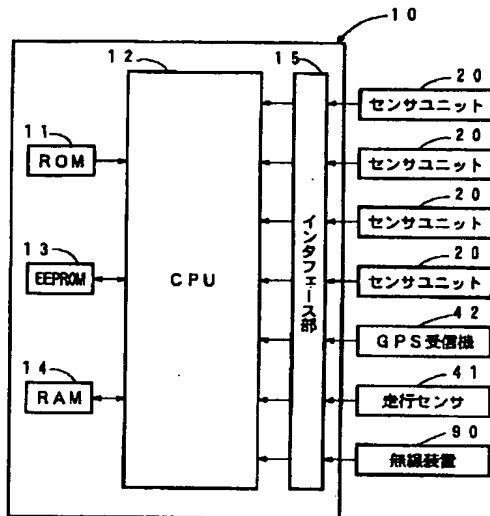 10
12
15
20
センサユニット
11
ROM
20
センサユニット
20
センサユニット
13
EEPROM
CPU
インタフェース部
20
センサユニット
42
GPS受信機
14
RAM
41
走行センサ
90
無線装置